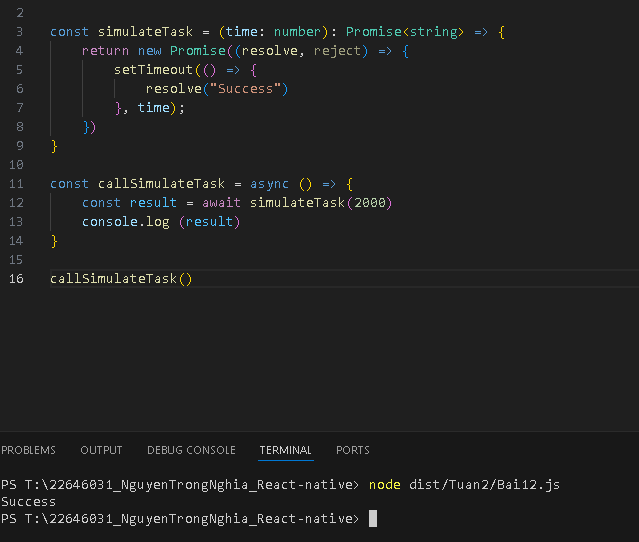 2
3 const simulateTask = (time: number): Promise<string> => {
4     return new Promise((resolve, reject) => {
5         setTimeout(() => {
6             resolve("Success")
7         }, time);
8     })
9 }
10
11 const callSimulateTask = async () => {
12     const result = await simulateTask(2000)
13     console.log (result)
14 }
15
16 callSimulateTask()
PROBLEMS OUTPUT DEBUG CONSOLE TERMINAL PORTS
PS T:\22646031_NguyenTrongNghia_React-native> node dist/Tuan2/Bai12.js
Success
PS T:\22646031_NguyenTrongNghia_React-native>